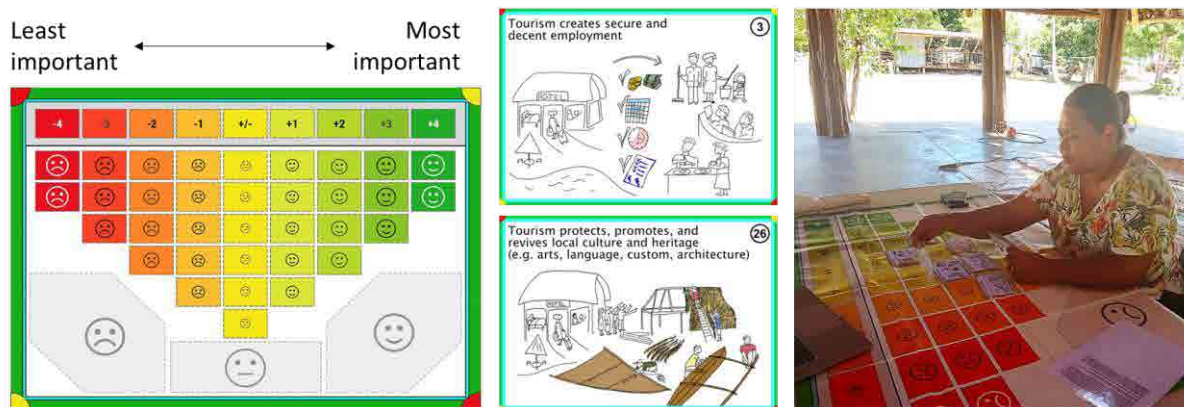 Least
important
Most
important
-4 -3 -2 -1 +/- +1 +2 +3 +4
Tourism creates secure and
decent employment
3
HOTEL
Tourism protects, promotes, and
revives local culture and heritage
(e.g. arts, language, custom, architecture)
26
HOTEL